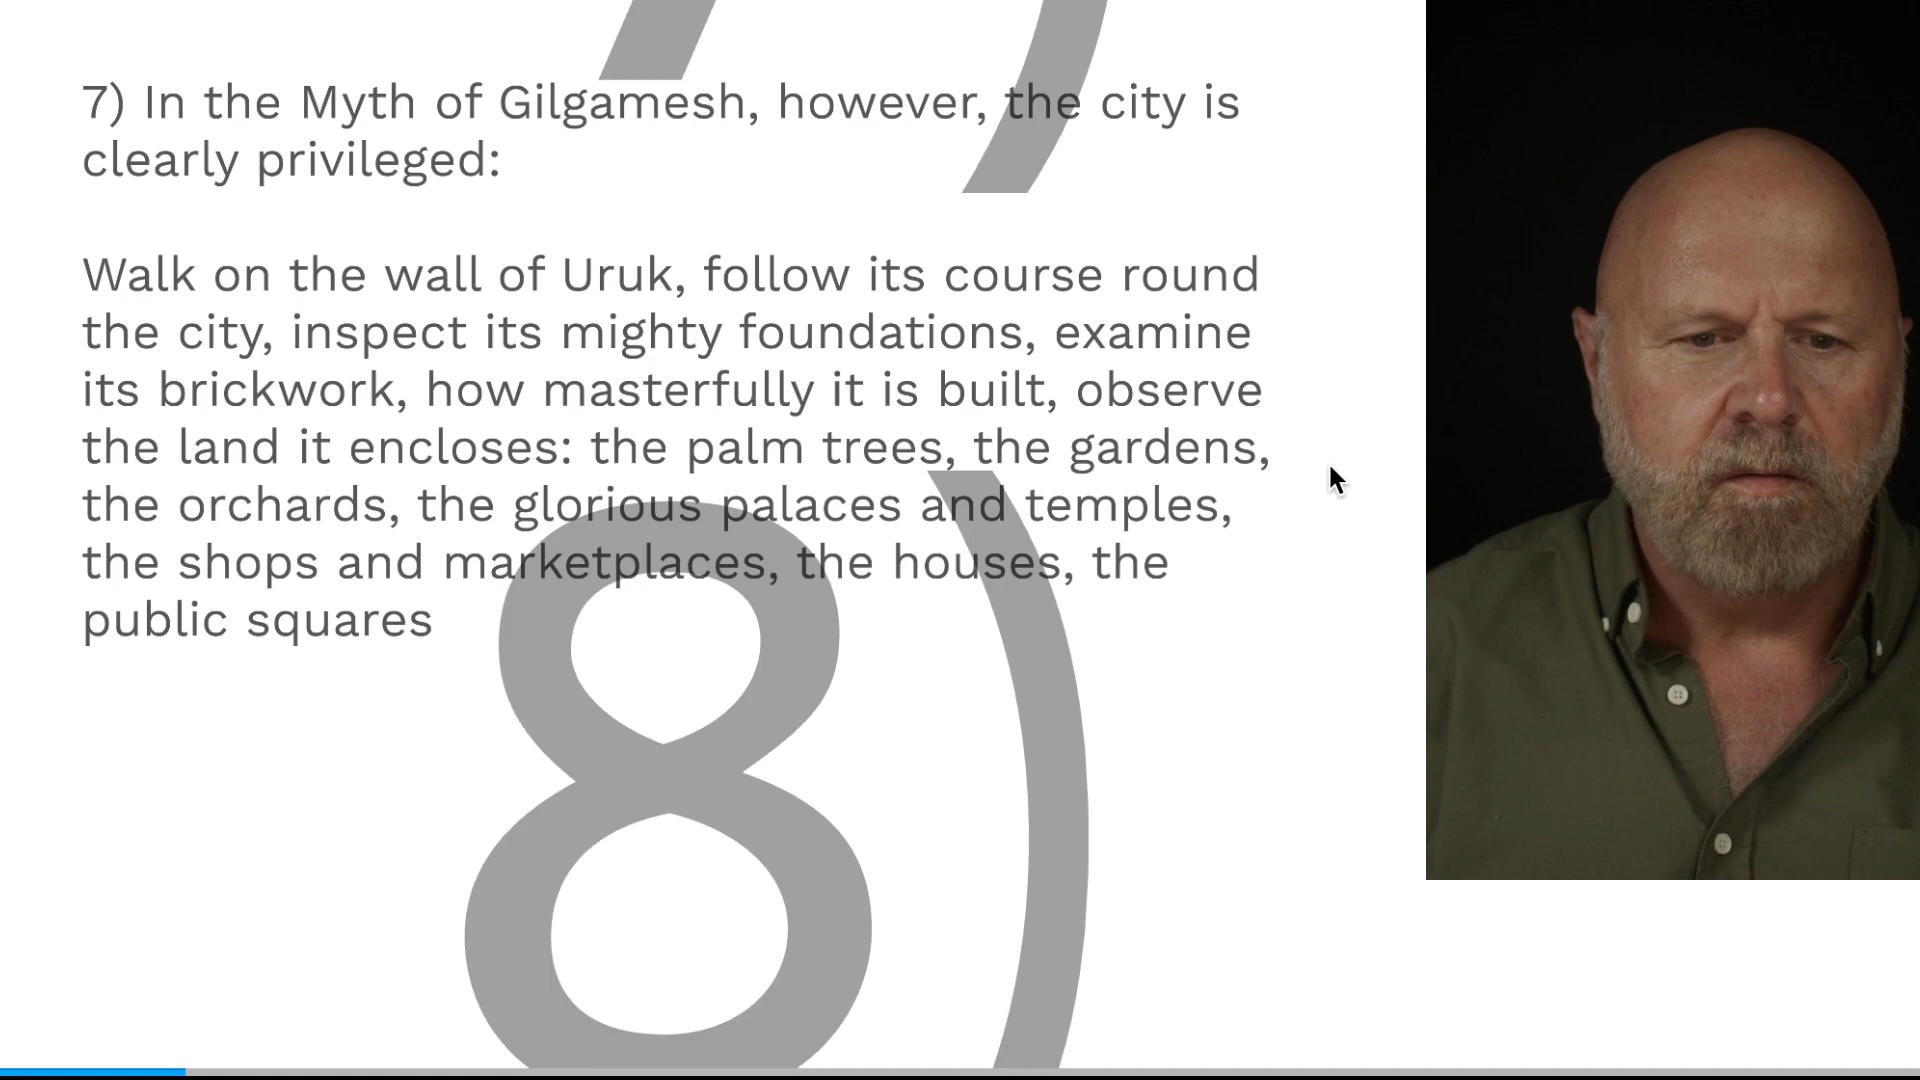 7) In the Myth of Gilgamesh, however, the city is
clearly privileged:
Walk on the wall of Uruk, follow its course round
the city, inspect its mighty foundations, examine
its brickwork, how masterfully it is built, observe
the land it encloses: the palm trees, the gardens,
the orchards, the glorious palaces and temples,
the shops and marketplaces, the houses, the
public squares
8)